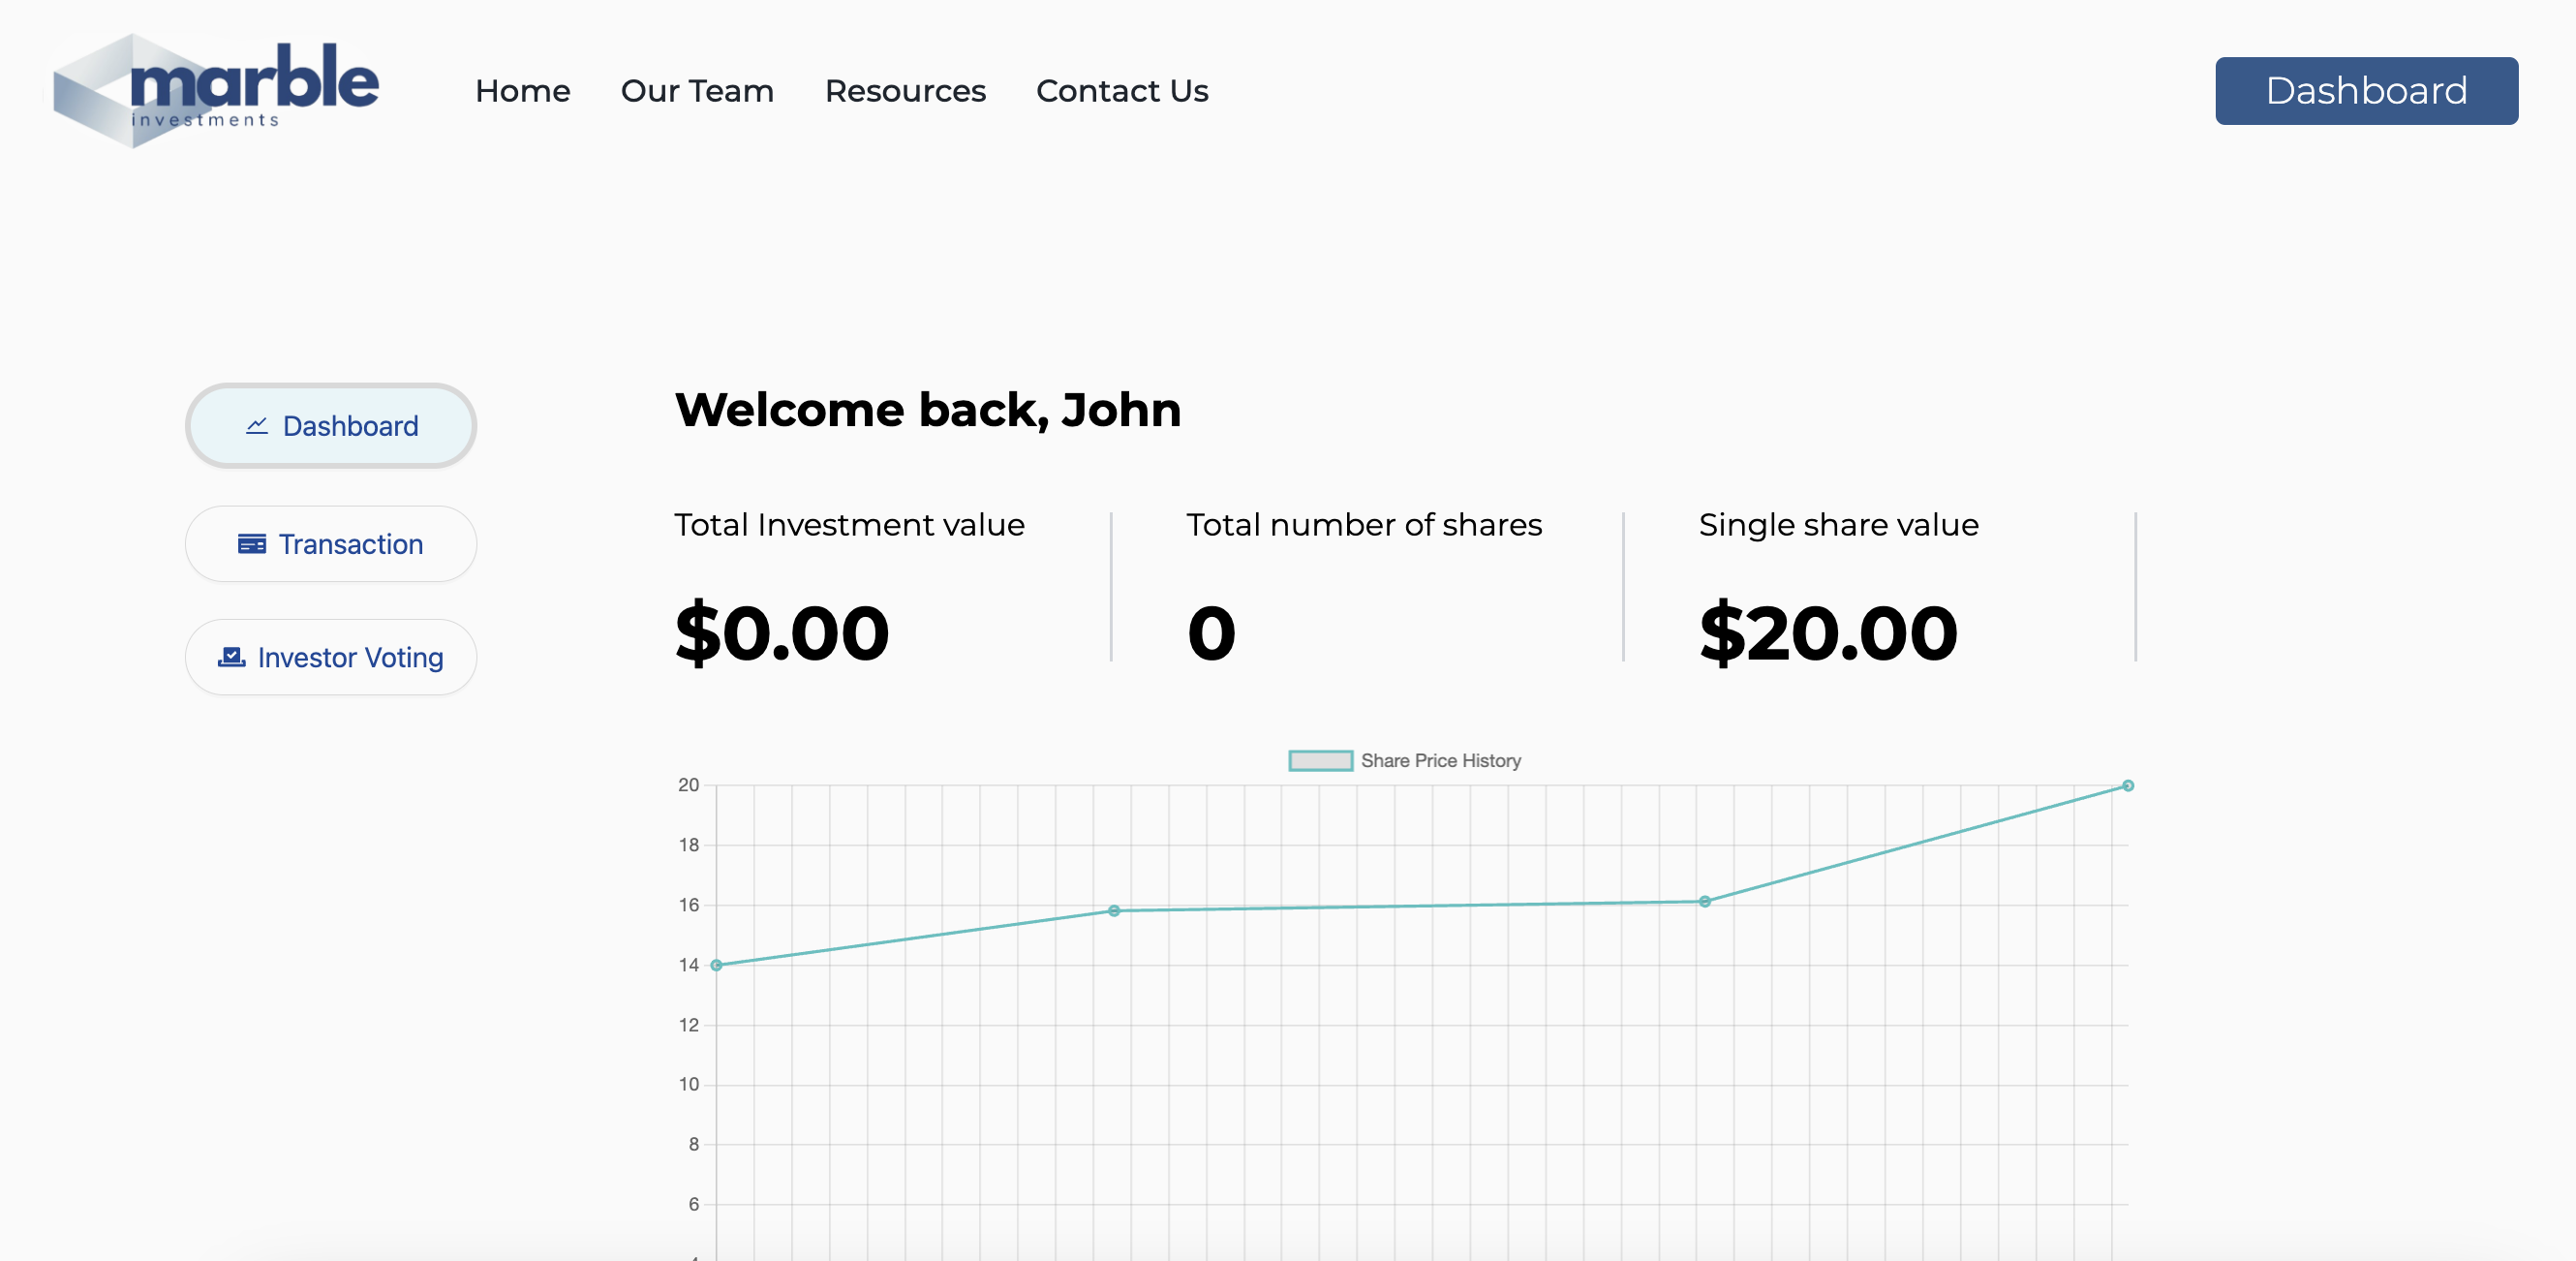 marble
investments
Home
Our Team
Resources
Contact Us
Dashboard
Dashboard
Transaction
Investor Voting
Welcome back, John
Total Investment value
$0.00
Total number of shares
0
Single share value
$20.00
Share Price History
20
18
16
14
12
10
8
6